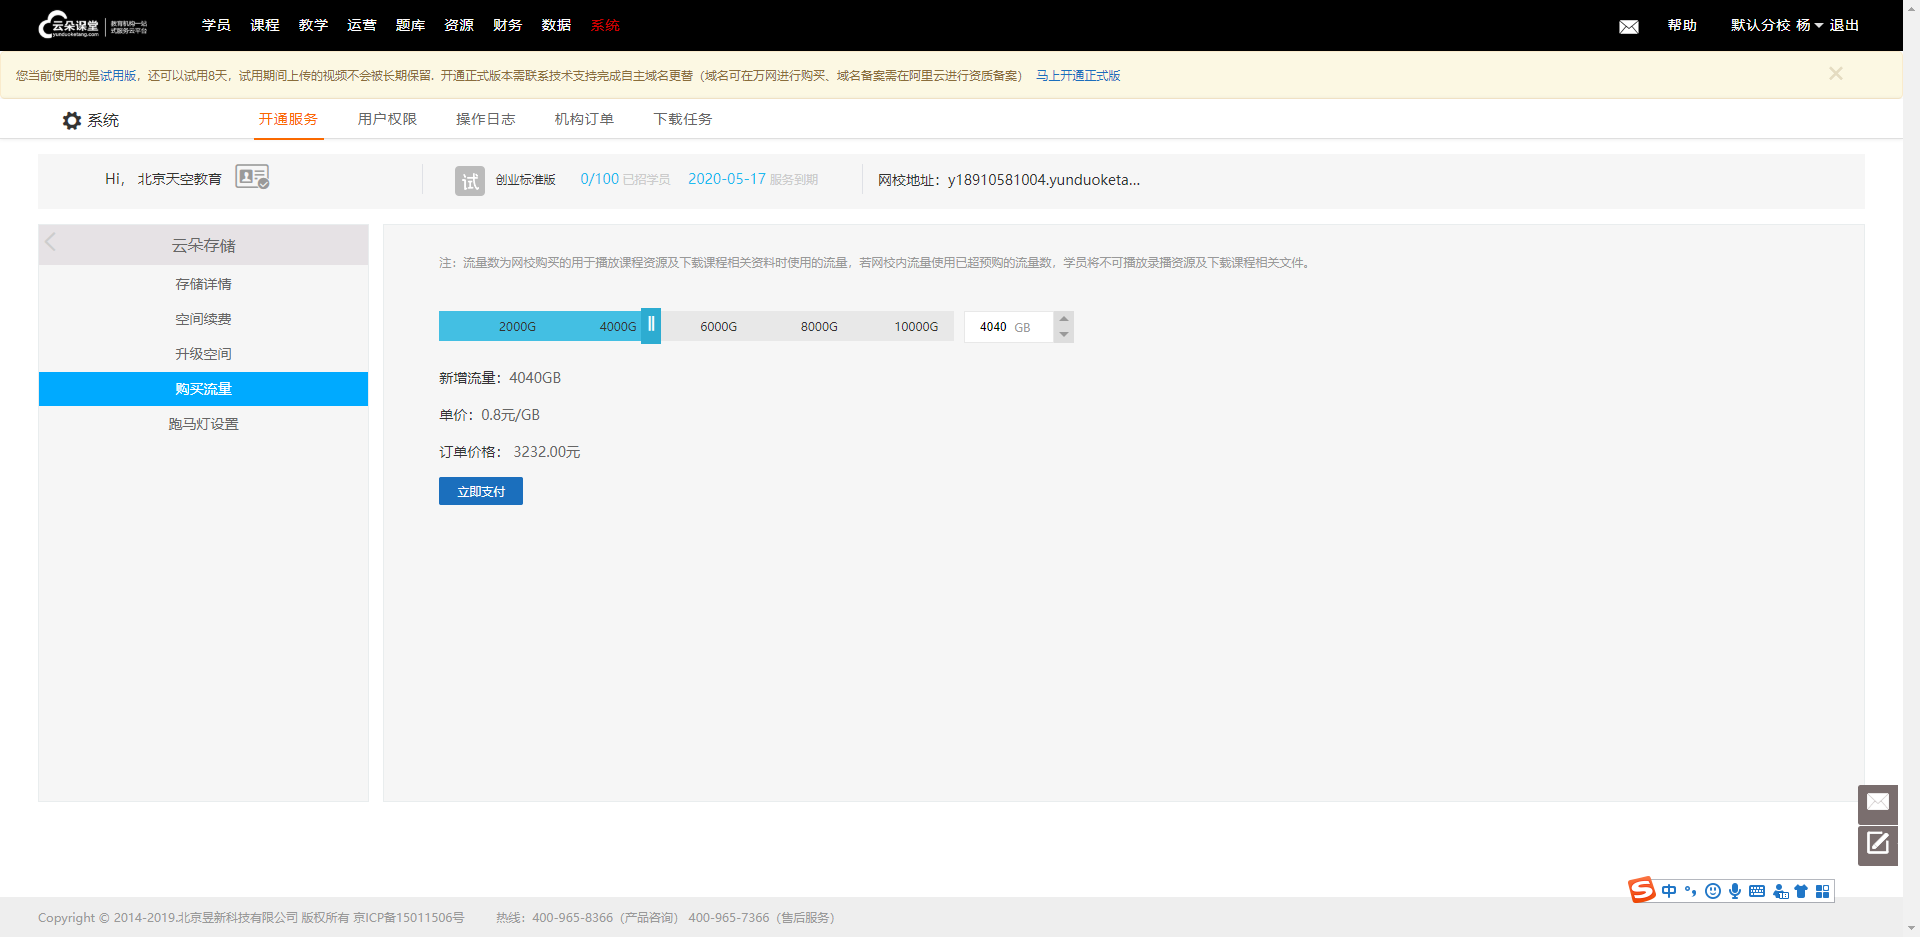 云朵课堂 教育机构一站
yunduoketang.com 式服务云平台
学员 课程 教学 运营 题库 资源 财务 数据 系统 帮助 默认分校 杨 退出
您当前使用的是试用版，还可以试用8天，试用期间上传的视频不会被长期保留. 开通正式版本需联系技术支持完成自主域名更替（域名可在万网进行购买、域名备案需在阿里云进行资质备案） 马上开通正式版
系统 开通服务 用户权限 操作日志 机构订单 下载任务
Hi， 北京天空教育 试 创业标准版 0/100 已招学员 2020-05-17 服务到期 网校地址：y18910581004.yunduoketa...
云朵存储
存储详情
空间续费
升级空间
购买流量
跑马灯设置
注：流量数为网校购买的用于播放课程资源及下载课程相关资料时使用的流量，若网校内流量使用已超预购的流量数，学员将不可播放录播资源及下载课程相关文件。
2000G 4000G 6000G 8000G 10000G 4040 GB
新增流量：4040GB
单价：0.8元/GB
订单价格： 3232.00元
立即支付
S 中
Copyright © 2014-2019.北京昱新科技有限公司 版权所有 京ICP备15011506号 热线：400-965-8366（产品咨询） 400-965-7366（售后服务）